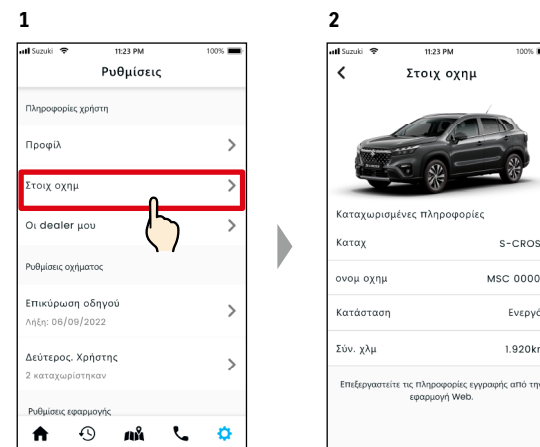 1
Suzuki 11:23 PM 100%
Ρυθμίσεις
Πληροφορίες χρήστη
Προφίλ
Στοιχ οχημ
Οι dealer μου
Ρυθμίσεις οχήματος
Επικύρωση οδηγού
Λήξη: 06/09/2022
Δεύτερος. Χρήστης
2 καταχωρίστηκαν
Ρυθμίσεις εφαρμογής
2
Suzuki 11:23 PM 100%
Στοιχ οχημ
Καταχωρισμένες πληροφορίες
Καταχ S-CROS
ονομ οχημ MSC 0000
Κατάσταση Ενεργό
Σύν. χλμ 1.920km
Επεξεργαστείτε τις πληροφορίες εγγραφής από την
εφαρμογή Web.